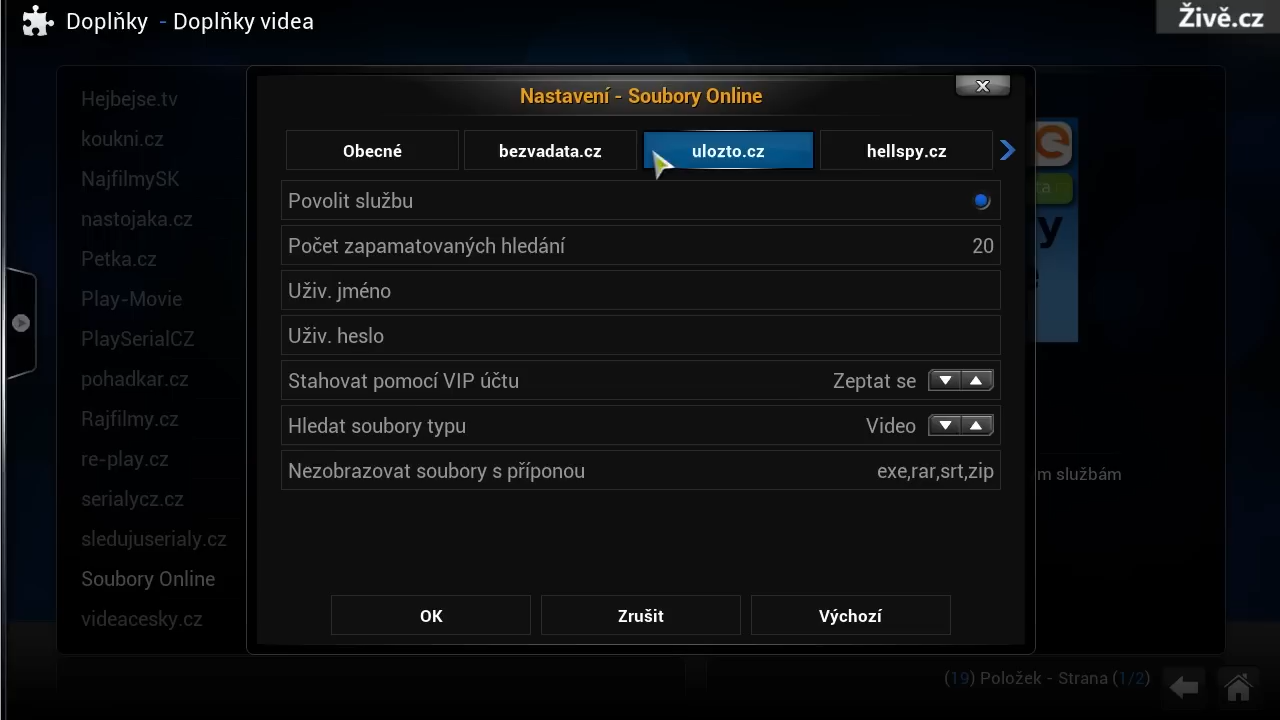 Doplňky - Doplňky videa
Živě.cz
Hejbejse.tv
koukni.cz
NajfilmySK
nastojaka.cz
Petka.cz
Play-Movie
PlaySerialCZ
pohadkar.cz
Rajfilmy.cz
re-play.cz
serialycz.cz
sledujuserialy.cz
Soubory Online
videacesky.cz
Nastavení - Soubory Online
Obecné
bezvadata.cz
ulozto.cz
hellspy.cz
Povolit službu
Počet zapamatovaných hledání 20
Uživ. jméno
Uživ. heslo
Stahovat pomocí VIP účtu Zeptat se
Hledat soubory typu Video
Nezobrazovat soubory s příponou exe,rar,srt,zip
OK
Zrušit
Výchozí
službám
(19) Položek - Strana (1/2)